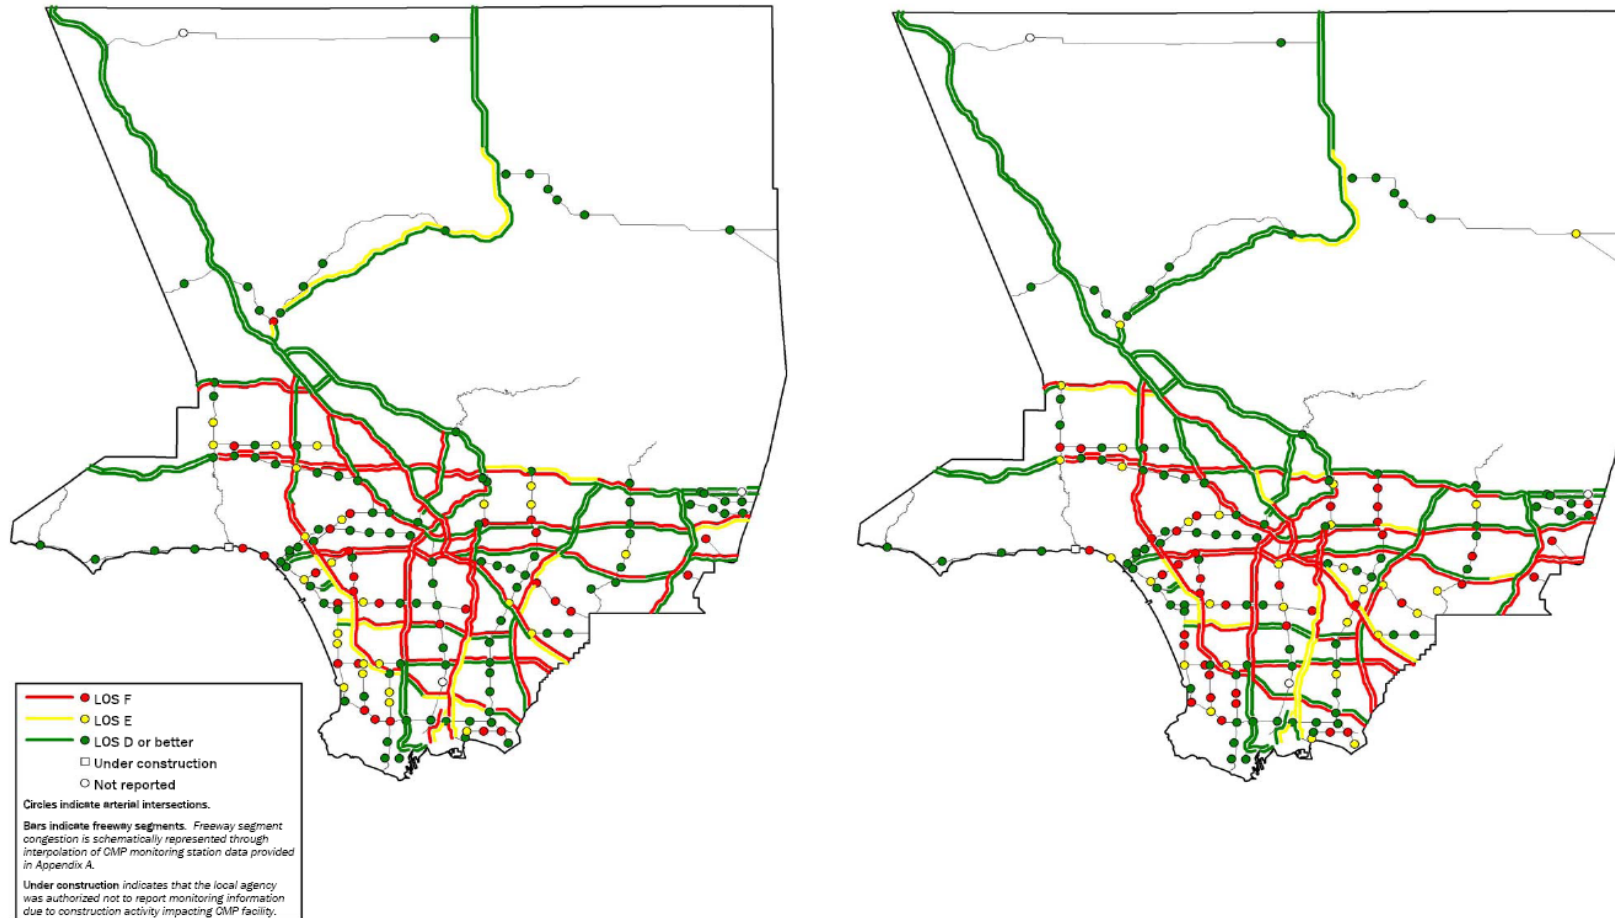 LOS F
LOS E
LOS D or better
Under construction
Not reported
Circles indicate arterial intersections.
Bars indicate freeway segments. Freeway segment
congestion is schematically represented through
interpolation of CMP monitoring station data provided
in Appendix A.
Under construction indicates that the local agency
was authorized not to report monitoring information
due to construction activity impacting CMP facility.